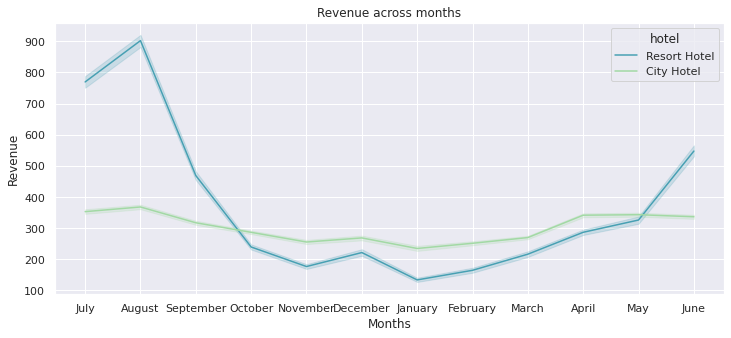 Revenue across months
hotel
Resort Hotel
City Hotel
Revenue
900
800
700
600
500
400
300
200
100
July August September October November December January February March April May June
Months